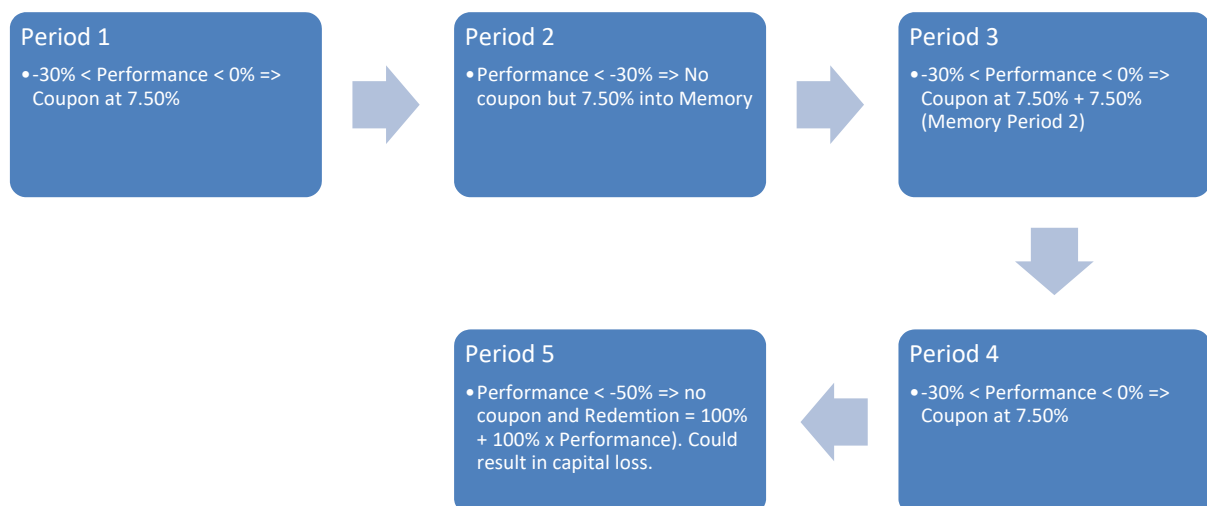 Period 1
•-30% < Performance < 0% =>
Coupon at 7.50%
Period 2
•Performance < -30% => No
coupon but 7.50% into Memory
Period 3
•-30% < Performance < 0% =>
Coupon at 7.50% + 7.50%
(Memory Period 2)
Period 4
•-30% < Performance < 0% =>
Coupon at 7.50%
Period 5
•Performance < -50% => no
coupon and Redemtion = 100%
+ 100% x Performance). Could
result in capital loss.